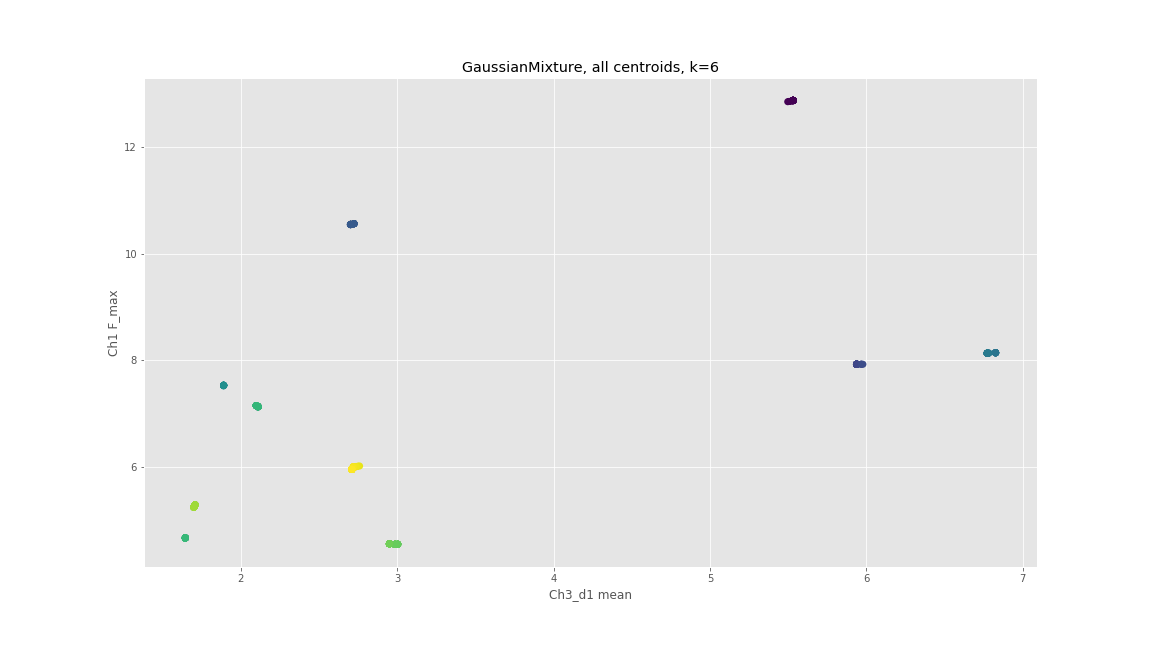 GaussianMixture, all centroids, k=6
12
10
8
6
Ch1 F_max
2 3 4 5 6 7
Ch3_d1 mean